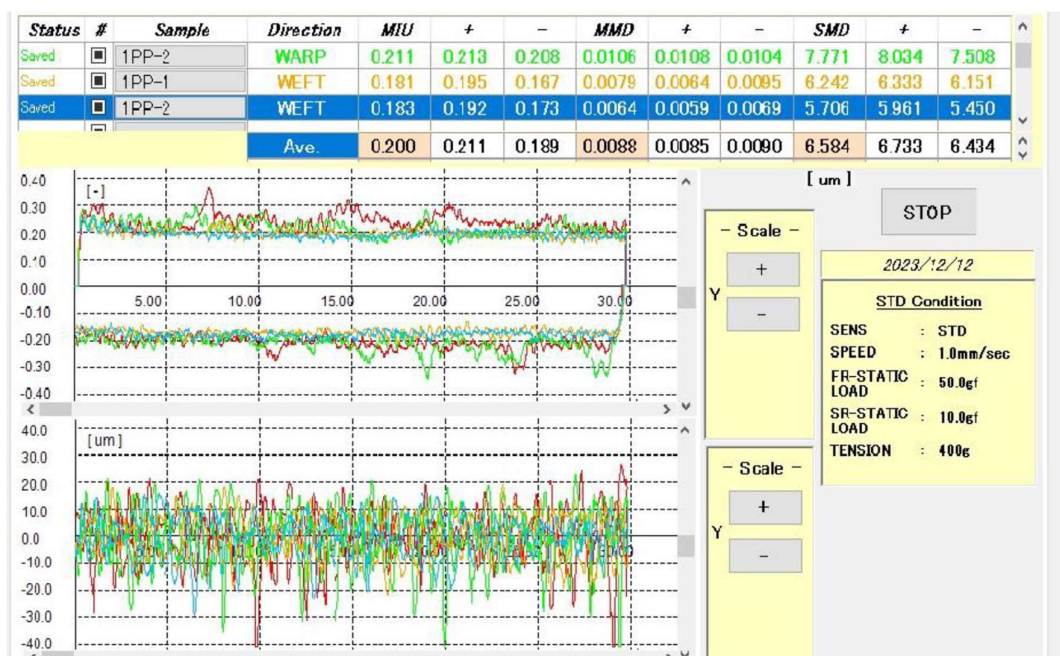 Status # Sample Direction MIU + − MMD + − SMD + −
Saved 1PP-2 WARP 0.211 0.213 0.208 0.0106 0.0108 0.0104 7.771 8.034 7.508
Saved 1PP-1 WEFT 0.181 0.195 0.167 0.0079 0.0064 0.0095 6.242 6.333 6.151
Saved 1PP-2 WEFT 0.183 0.192 0.173 0.0064 0.0059 0.0069 5.706 5.961 5.450
Ave. 0.200 0.211 0.189 0.0088 0.0085 0.0090 6.584 6.733 6.434
[ um ]
STOP
0.40
[-]
0.30
0.20
0.10
0.00
5.00 10.00 15.00 20.00 25.00 30.00
-0.10
-0.20
-0.30
-0.40
- Scale -
+
Y
-
2023/12/12
STD Condition
SENS : STD
SPEED : 1.0mm/sec
FR-STATIC LOAD : 50.0gf
SR-STATIC LOAD : 10.0gf
TENSION : 400g
40.0
[um]
30.0
20.0
10.0
0.0
-10.0
-20.0
-30.0
-40.0
- Scale -
+
Y
-